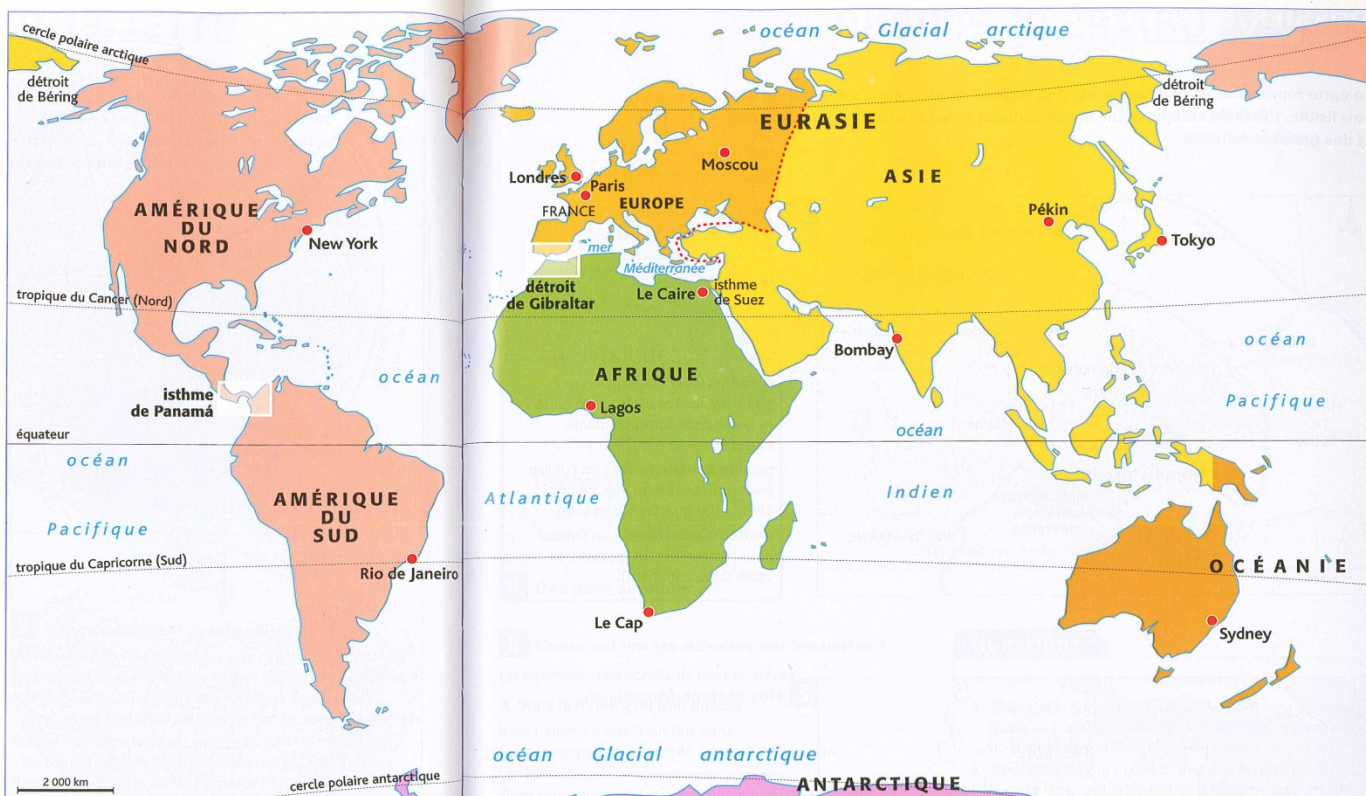 cercle polaire arctique
océan Glacial arctique
détroit
de Béring
détroit
de Béring
EURASIE
Moscou
ASIE
Londres
Paris
FRANCE
EUROPE
AMÉRIQUE
DU
NORD
New York
Pékin
Tokyo
mer
Méditerranée
détroit
de Gibraltar
Le Caire
isthme
de Suez
tropique du Cancer (Nord)
Bombay
océan
océan
AFRIQUE
isthme
de Panamá
Lagos
Pacifique
équateur
océan
océan
Atlantique
Indien
AMÉRIQUE
DU
SUD
Pacifique
tropique du Capricorne (Sud)
Rio de Janeiro
OCÉANIE
Le Cap
Sydney
océan Glacial antarctique
2 000 km
cercle polaire antarctique
ANTARCTIQUE